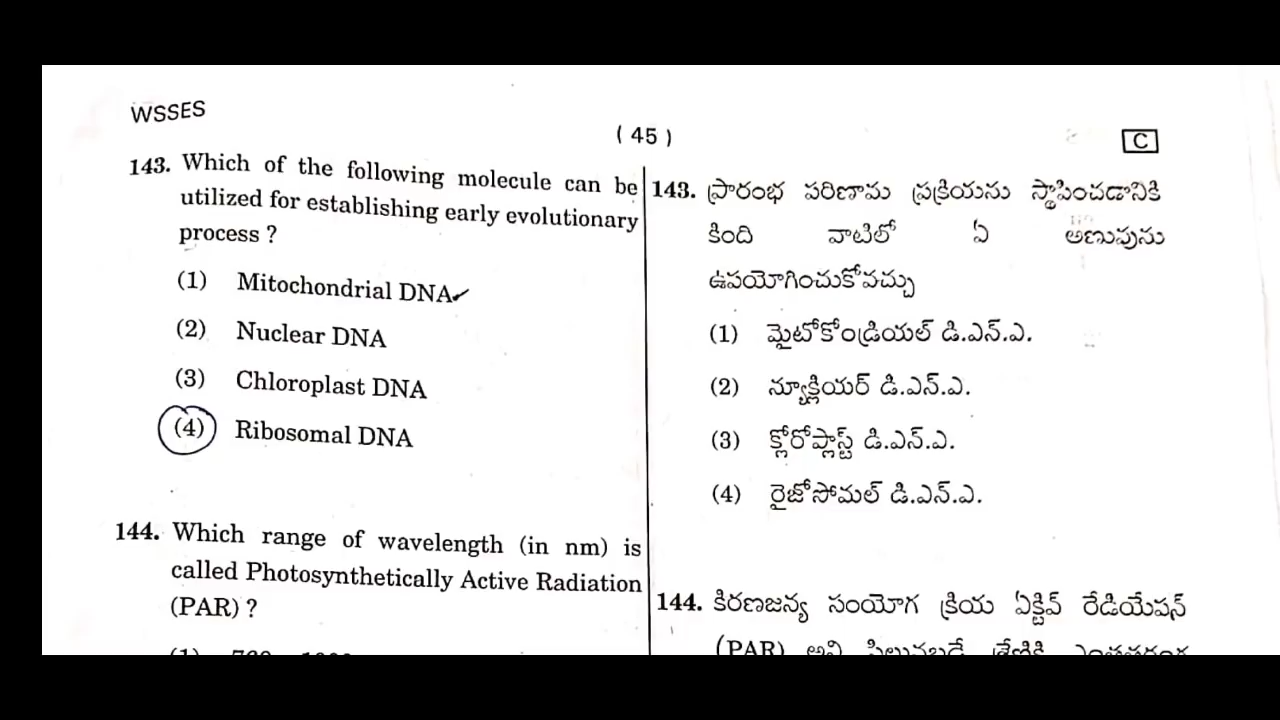 WSSES
( 45 )
C
143. Which of the following molecule can be
utilized for establishing early evolutionary
process ?
(1) Mitochondrial DNA
(2) Nuclear DNA
(3) Chloroplast DNA
(4) Ribosomal DNA
144. Which range of wavelength (in nm) is
called Photosynthetically Active Radiation
(PAR) ?
143. ప్రారంభ పరిణామ ప్రక్రియను స్థాపించడానికి
కింది వాటిలో ఏ అణువును
ఉపయోగించుకోవచ్చు
(1) మైటోకోండ్రియల్ డి.ఎన్.ఎ.
(2) న్యూక్లియర్ డి.ఎన్.ఎ.
(3) క్లోరోప్లాస్ట్ డి.ఎన్.ఎ.
(4) రైబోసోమల్ డి.ఎన్.ఎ.
144. కిరణజన్య సంయోగ క్రియ ఏక్టివ్ రేడియేషన్
(PAR) అని పిలువబడే శ్రేణికి